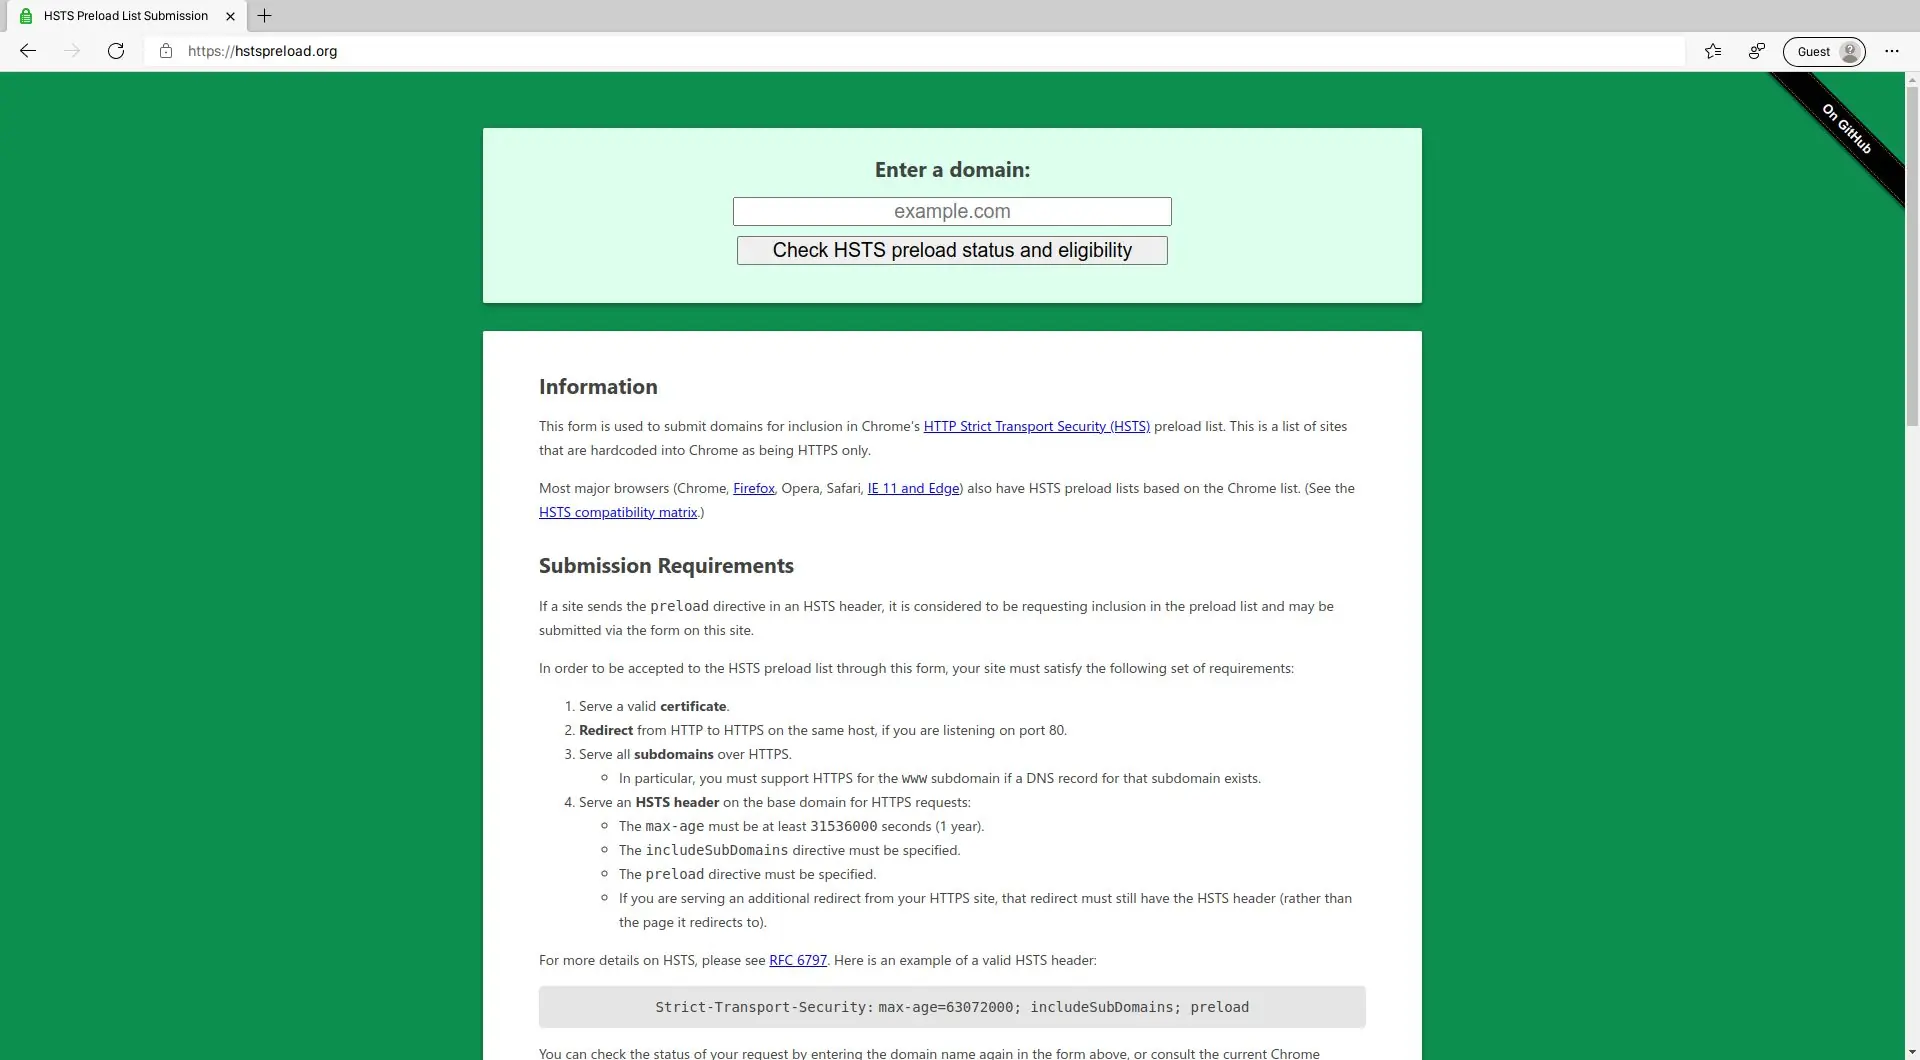 HSTS Preload List Submission
https://hstspreload.org
Guest
On GitHub
Enter a domain:
example.com
Check HSTS preload status and eligibility
Information
This form is used to submit domains for inclusion in Chrome's HTTP Strict Transport Security (HSTS) preload list. This is a list of sites
that are hardcoded into Chrome as being HTTPS only.
Most major browsers (Chrome, Firefox, Opera, Safari, IE 11 and Edge) also have HSTS preload lists based on the Chrome list. (See the
HSTS compatibility matrix.)
Submission Requirements
If a site sends the preload directive in an HSTS header, it is considered to be requesting inclusion in the preload list and may be
submitted via the form on this site.
In order to be accepted to the HSTS preload list through this form, your site must satisfy the following set of requirements:
1. Serve a valid certificate.
2. Redirect from HTTP to HTTPS on the same host, if you are listening on port 80.
3. Serve all subdomains over HTTPS.
In particular, you must support HTTPS for the www subdomain if a DNS record for that subdomain exists.
4. Serve an HSTS header on the base domain for HTTPS requests:
The max-age must be at least 31536000 seconds (1 year).
The includeSubDomains directive must be specified.
The preload directive must be specified.
If you are serving an additional redirect from your HTTPS site, that redirect must still have the HSTS header (rather than
the page it redirects to).
For more details on HSTS, please see RFC 6797. Here is an example of a valid HSTS header:
Strict-Transport-Security: max-age=63072000; includeSubDomains; preload
You can check the status of your request by entering the domain name again in the form above, or consult the current Chrome